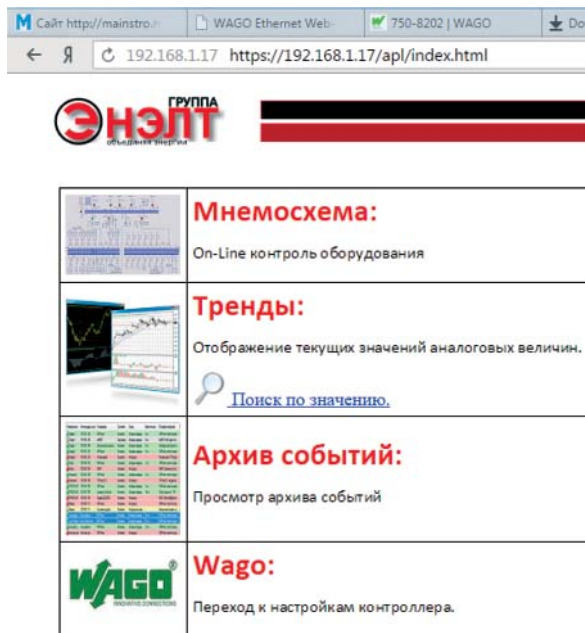 Сайт http://mainstro.r
WAGO Ethernet Web-
750-8202 | WAGO
Do
192.168.1.17 https://192.168.1.17/apl/index.html
ГРУППА
ЭНЭЛТ
объединяя энергии
Мнемосхема:
On-Line контроль оборудования
Тренды:
Отображение текущих значений аналоговых величин.
Поиск по значению.
Архив событий:
Просмотр архива событий
WAGO
INNOVATIVE CONNECTIONS
Wago:
Переход к настройкам контроллера.